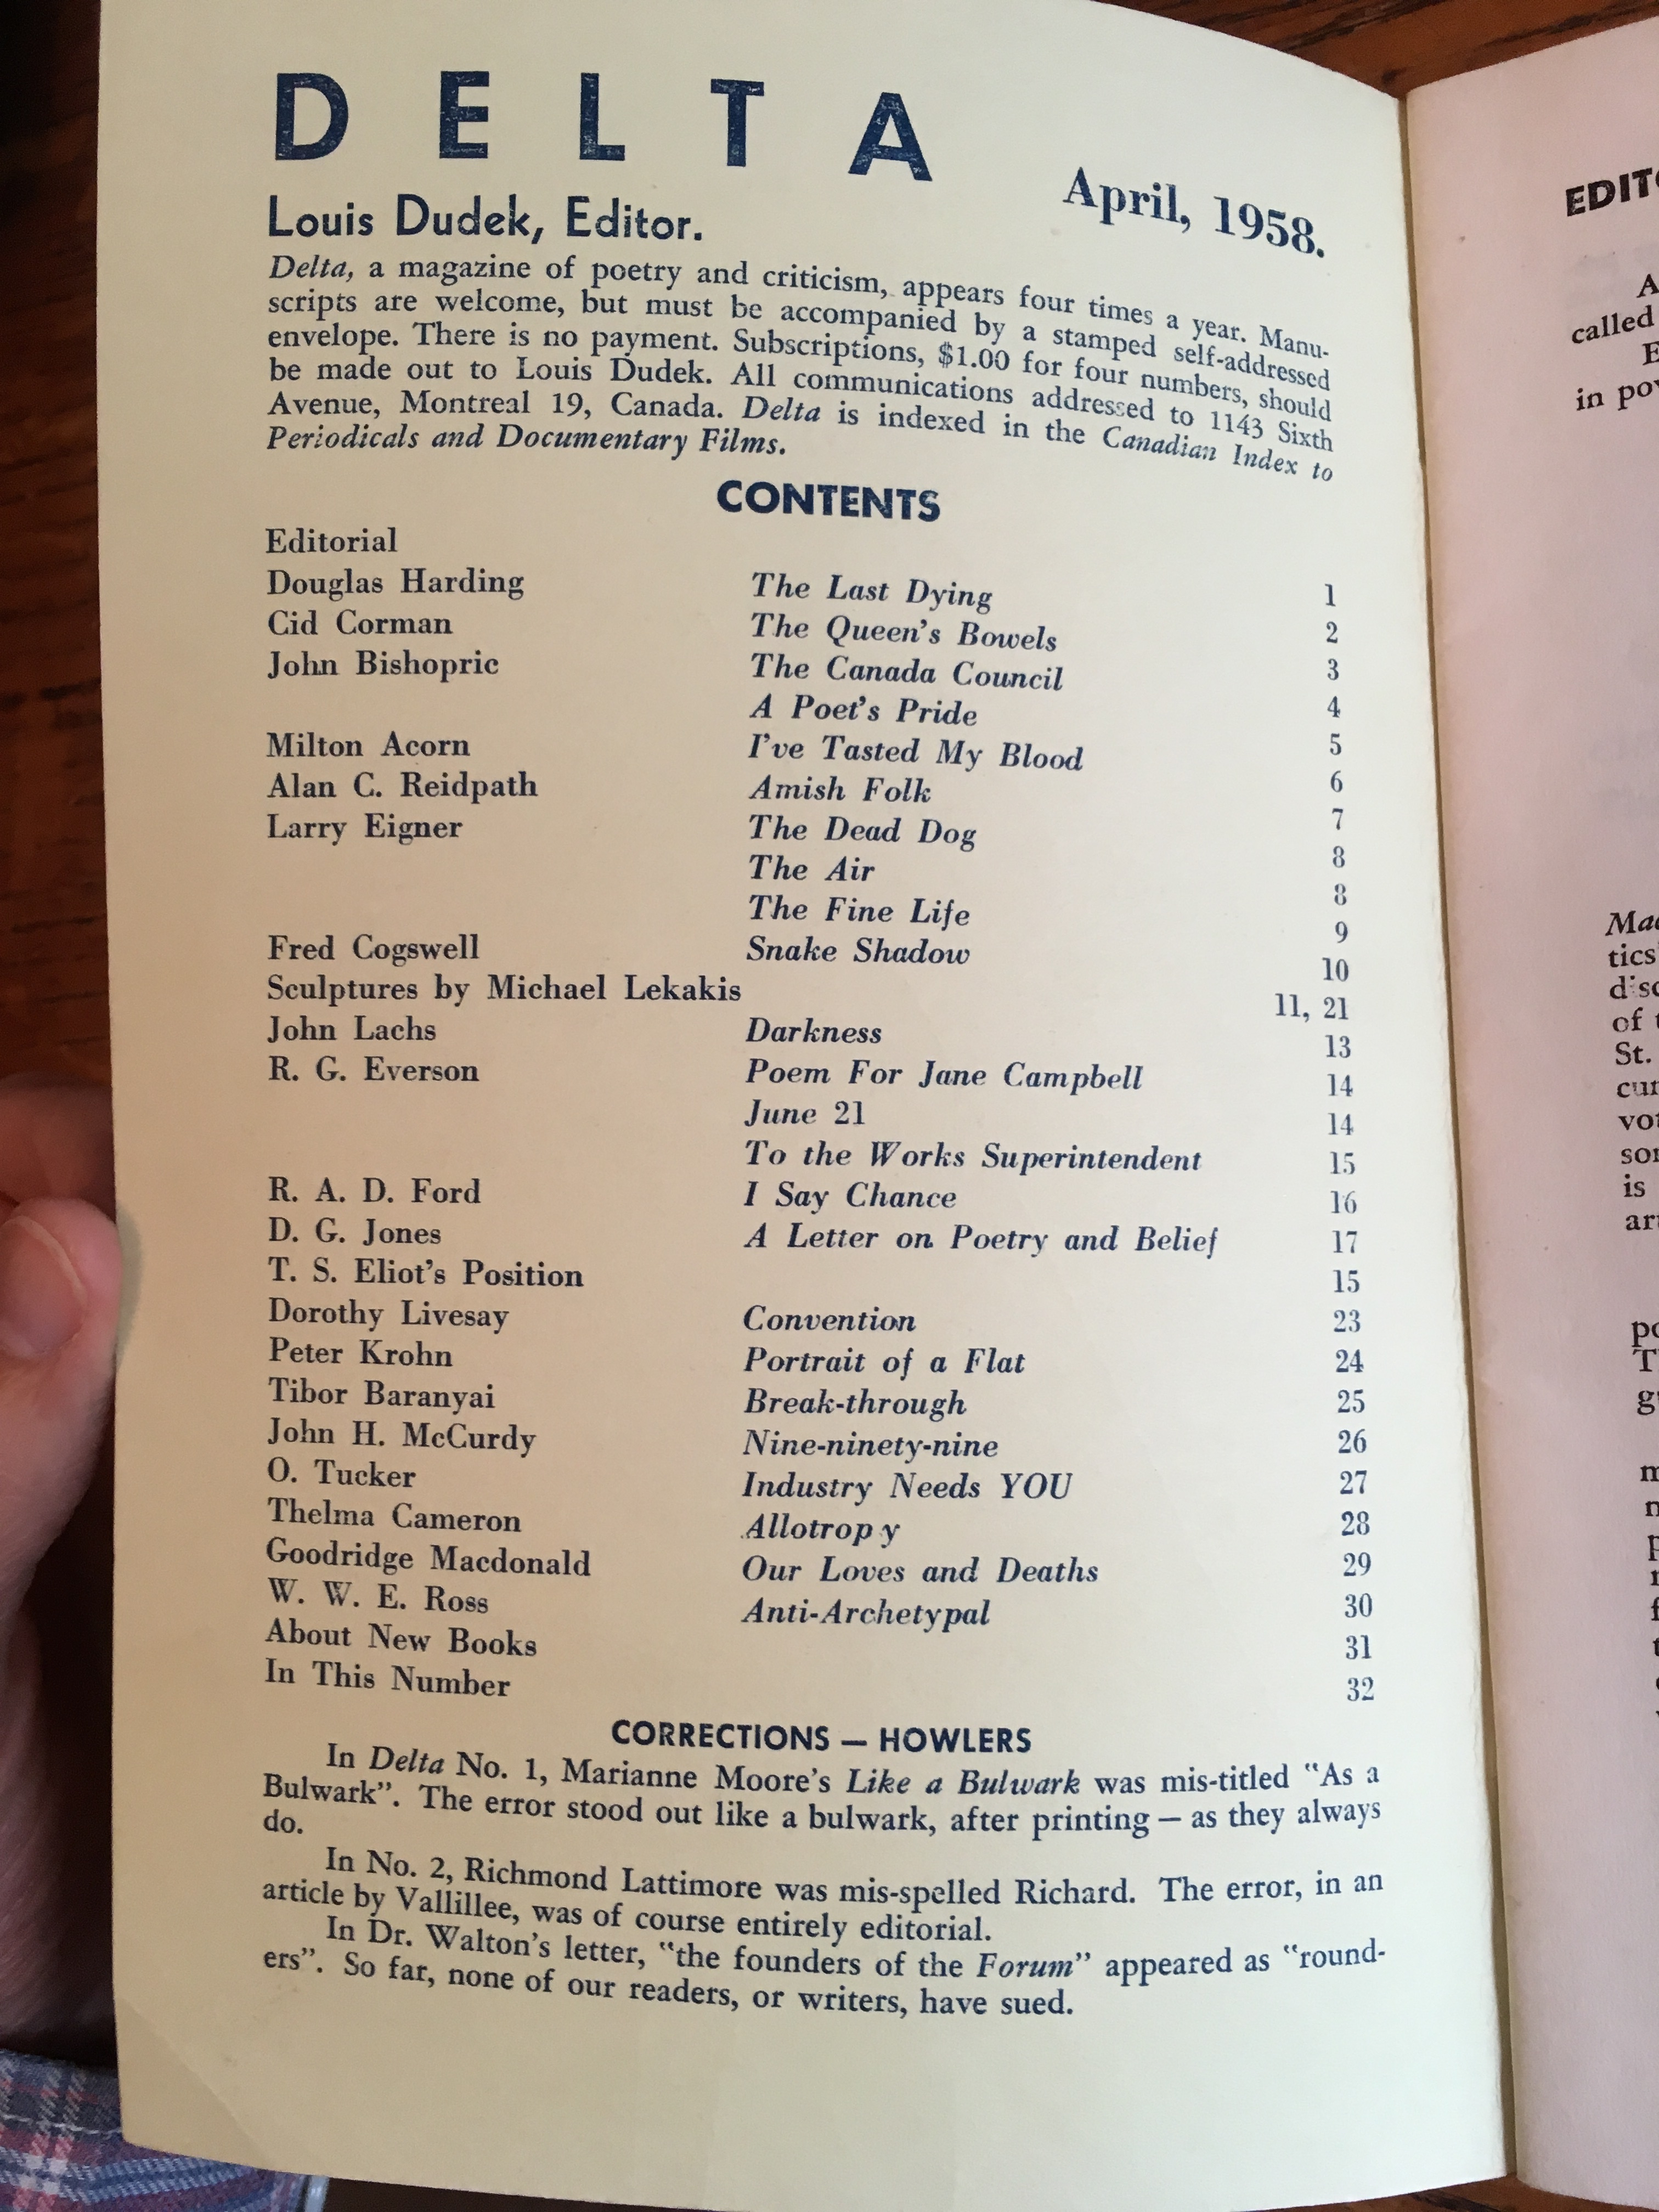 DELTA
April, 1958.
Louis Dudek, Editor.
Delta, a magazine of poetry and criticism, appears four times a year. Manu-
scripts are welcome, but must be accompanied by a stamped self-addressed
envelope. There is no payment. Subscriptions, $1.00 for four numbers, should
be made out to Louis Dudek. All communications addressed to 1143 Sixth
Avenue, Montreal 19, Canada. Delta is indexed in the Canadian Index to
Periodicals and Documentary Films.
CONTENTS
Editorial 1
Douglas Harding The Last Dying 2
Cid Corman The Queen's Bowels 3
John Bishopric The Canada Council 4
A Poet's Pride 5
Milton Acorn I've Tasted My Blood 6
Alan C. Reidpath Amish Folk 7
Larry Eigner The Dead Dog 8
The Air 8
The Fine Life 9
Fred Cogswell Snake Shadow 10
Sculptures by Michael Lekakis 11, 21
John Lachs Darkness 13
R. G. Everson Poem For Jane Campbell 14
June 21 14
To the Works Superintendent 15
R. A. D. Ford I Say Chance 16
D. G. Jones A Letter on Poetry and Belief 17
T. S. Eliot's Position 15
Dorothy Livesay Convention 23
Peter Krohn Portrait of a Flat 24
Tibor Baranyai Break-through 25
John H. McCurdy Nine-ninety-nine 26
O. Tucker Industry Needs YOU 27
Thelma Cameron Allotropy 28
Goodridge Macdonald Our Loves and Deaths 29
W. W. E. Ross Anti-Archetypal 30
About New Books 31
In This Number 32
CORRECTIONS — HOWLERS
In Delta No. 1, Marianne Moore's Like a Bulwark was mis-titled "As a
Bulwark". The error stood out like a bulwark, after printing — as they always
do.
In No. 2, Richmond Lattimore was mis-spelled Richard. The error, in an
article by Vallillee, was of course entirely editorial.
In Dr. Walton's letter, "the founders of the Forum" appeared as "round-
ers". So far, none of our readers, or writers, have sued.
called
in
of
St.
is